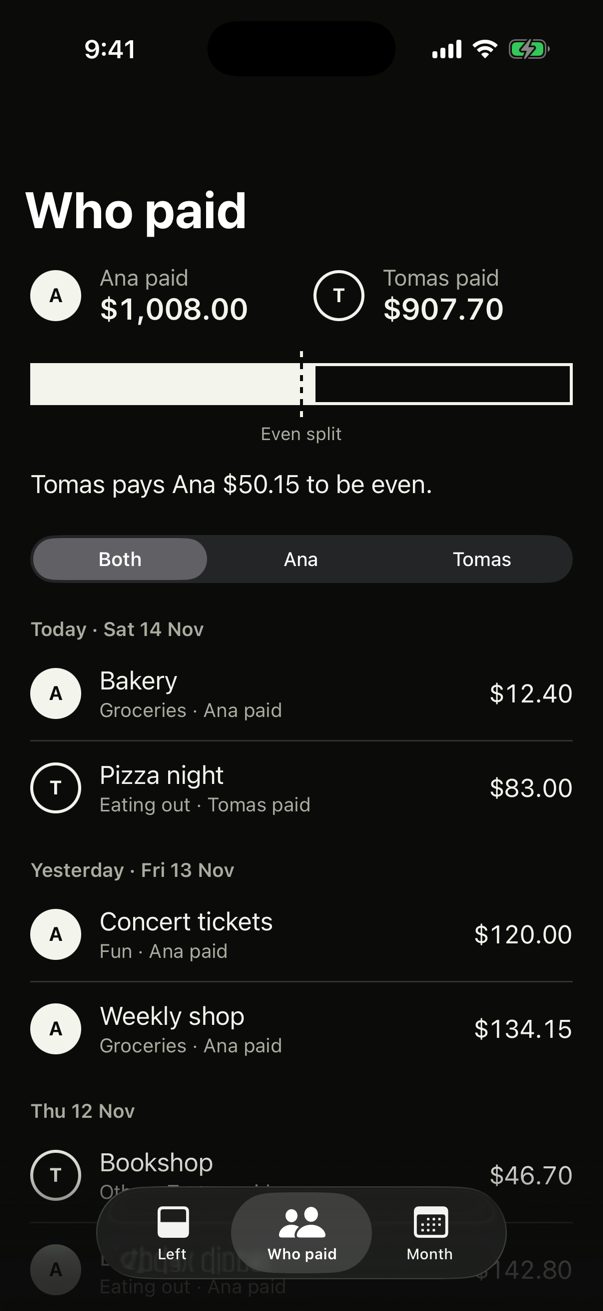 9:41
Who paid
A
Ana paid
$1,008.00
T
Tomas paid
$907.70
Even split
Tomas pays Ana $50.15 to be even.
Both
Ana
Tomas
Today · Sat 14 Nov
A
Bakery
Groceries · Ana paid
$12.40
T
Pizza night
Eating out · Tomas paid
$83.00
Yesterday · Fri 13 Nov
A
Concert tickets
Fun · Ana paid
$120.00
A
Weekly shop
Groceries · Ana paid
$134.15
Thu 12 Nov
T
Bookshop
$46.70
Left
Who paid
Month
A
$142.80
Eating out · Ana paid